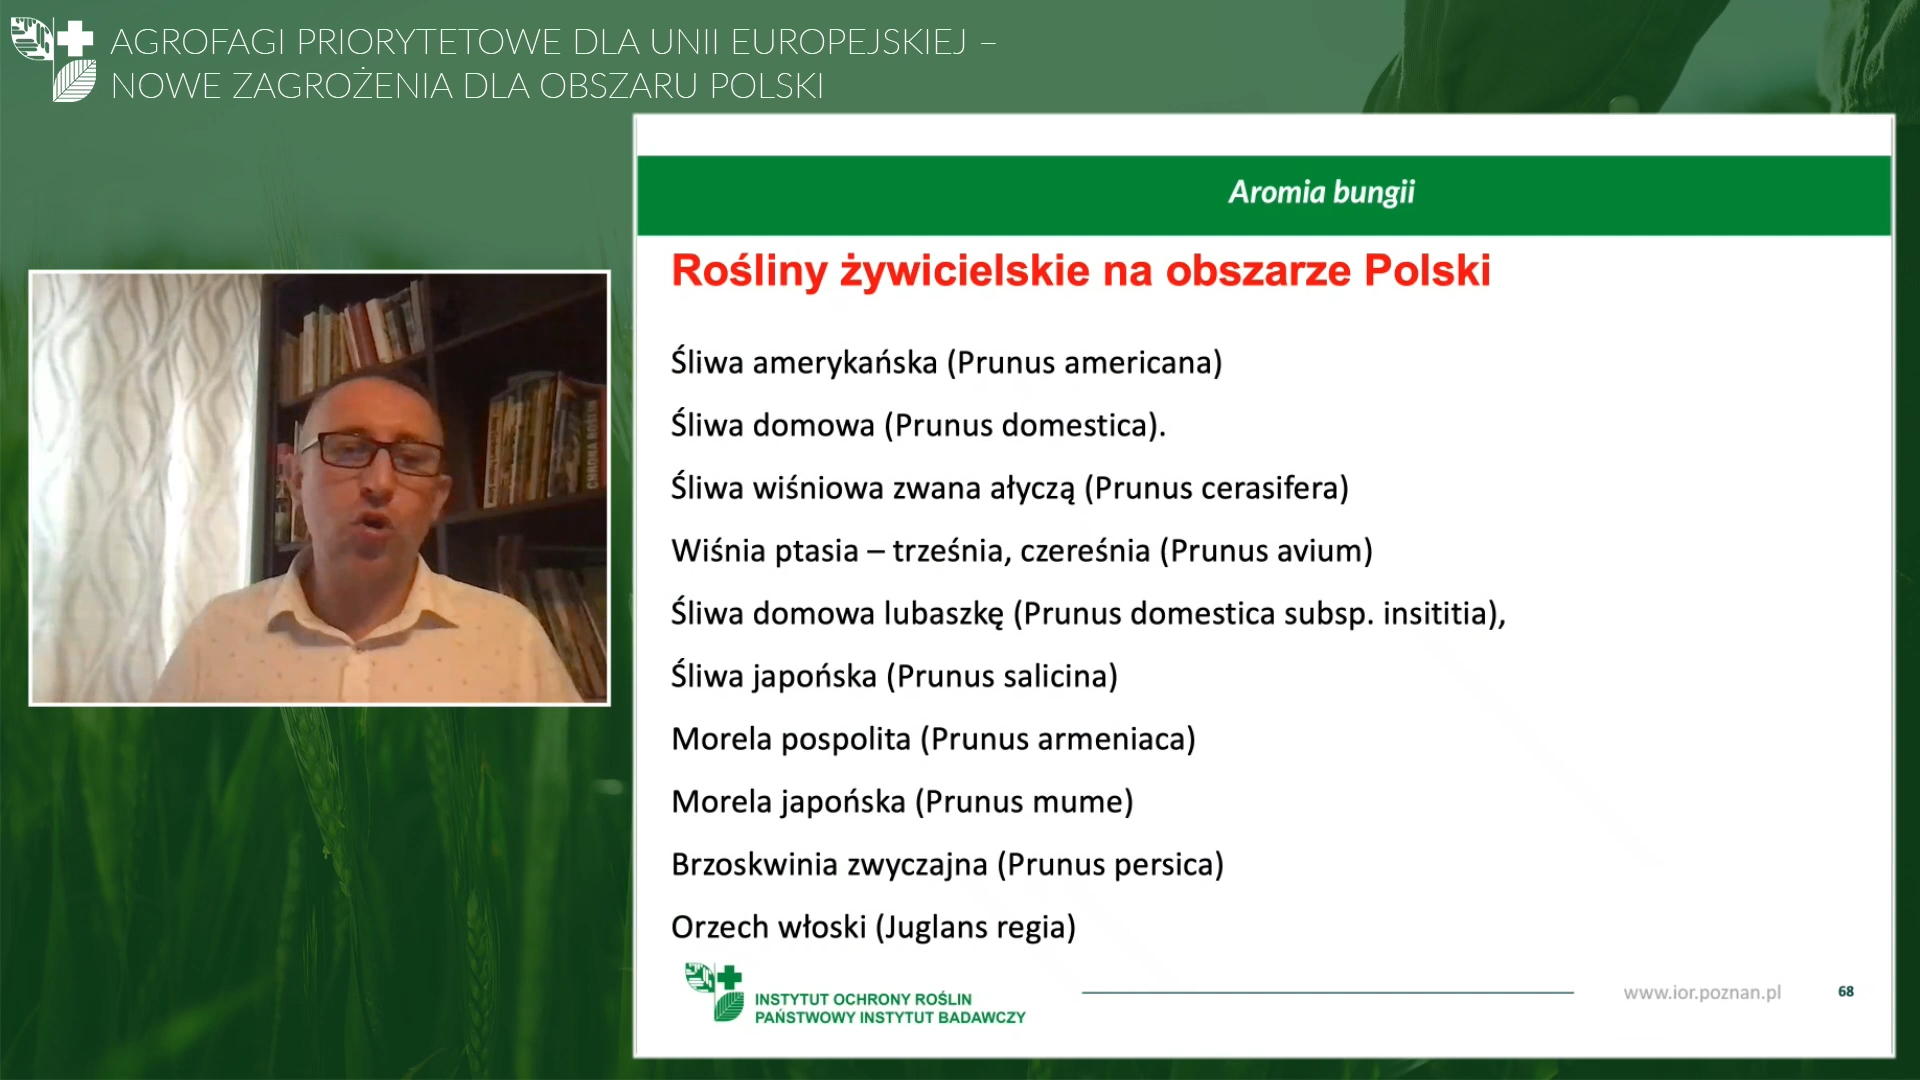 AGROFAGI PRIORYTETOWE DLA UNII EUROPEJSKIEJ –
NOWE ZAGROŻENIA DLA OBSZARU POLSKI
Aromia bungii
Rośliny żywicielskie na obszarze Polski
Śliwa amerykańska (Prunus americana)
Śliwa domowa (Prunus domestica).
Śliwa wiśniowa zwana ałyczą (Prunus cerasifera)
Wiśnia ptasia – trześnia, czereśnia (Prunus avium)
Śliwa domowa lubaszkę (Prunus domestica subsp. insititia),
Śliwa japońska (Prunus salicina)
Morela pospolita (Prunus armeniaca)
Morela japońska (Prunus mume)
Brzoskwinia zwyczajna (Prunus persica)
Orzech włoski (Juglans regia)
INSTYTUT OCHRONY ROŚLIN
PAŃSTWOWY INSTYTUT BADAWCZY
www.ior.poznan.pl
68